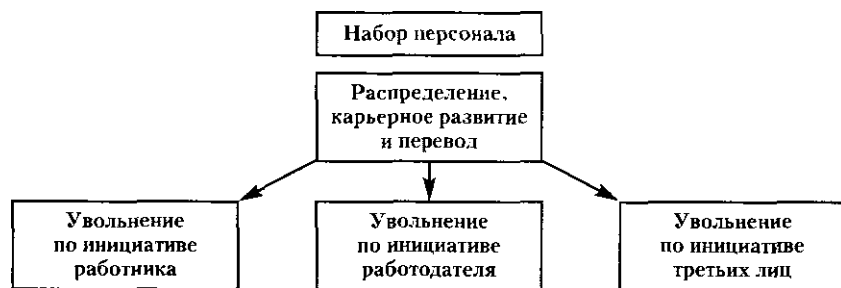 Набор персонала
Распределение,
карьерное развитие
и перевод
Увольнение
по инициативе
работника
Увольнение
по инициативе
работодателя
Увольнение
по инициативе
третьих лиц